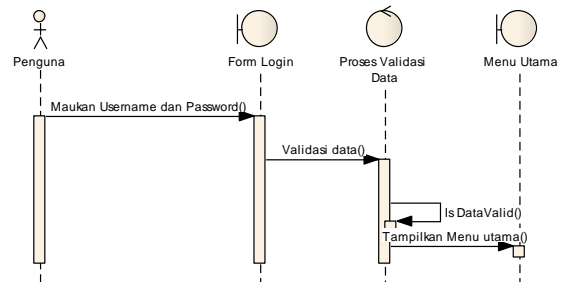 Penguna
Form Login
Proses Validasi
Data
Menu Utama
Maukan Username dan Password()
Validasi data()
Is DataValid()
Tampilkan Menu utama()